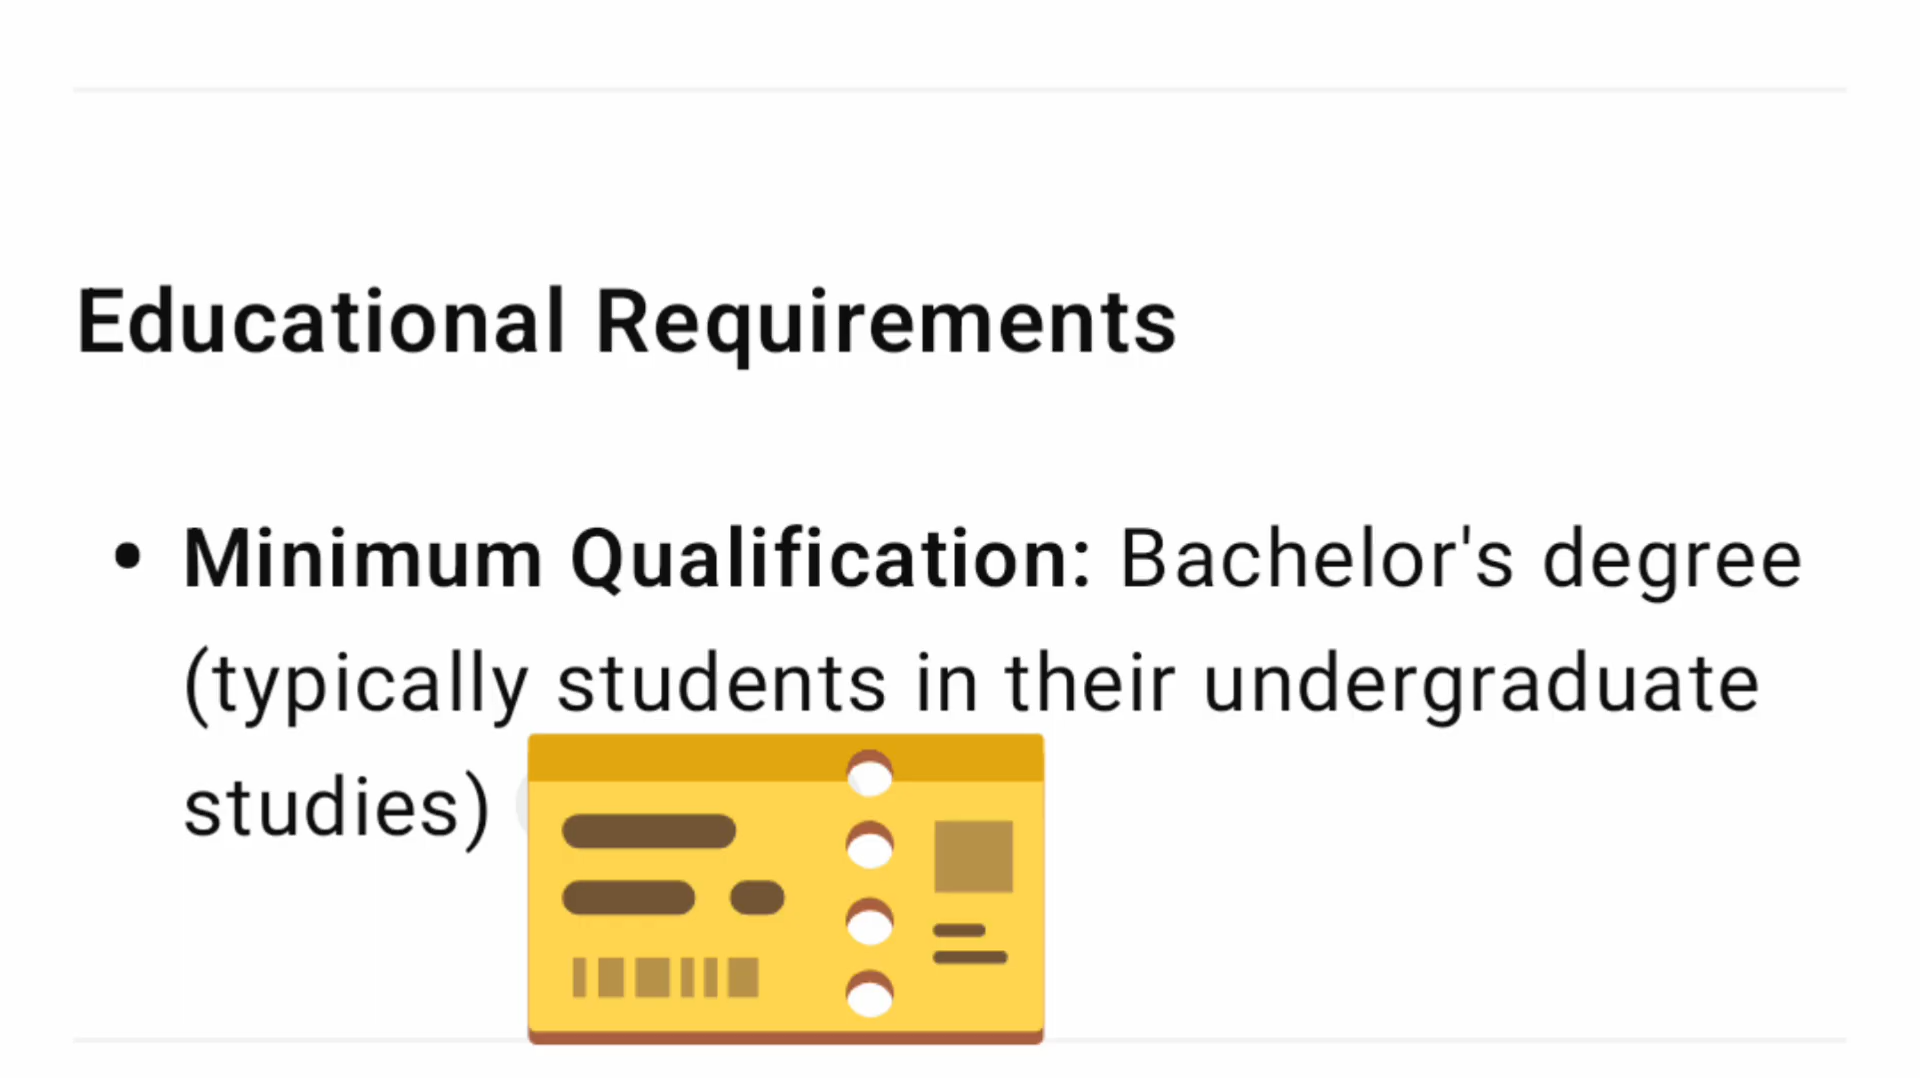 Educational Requirements
• Minimum Qualification: Bachelor's degree
(typically students in their undergraduate
studies)